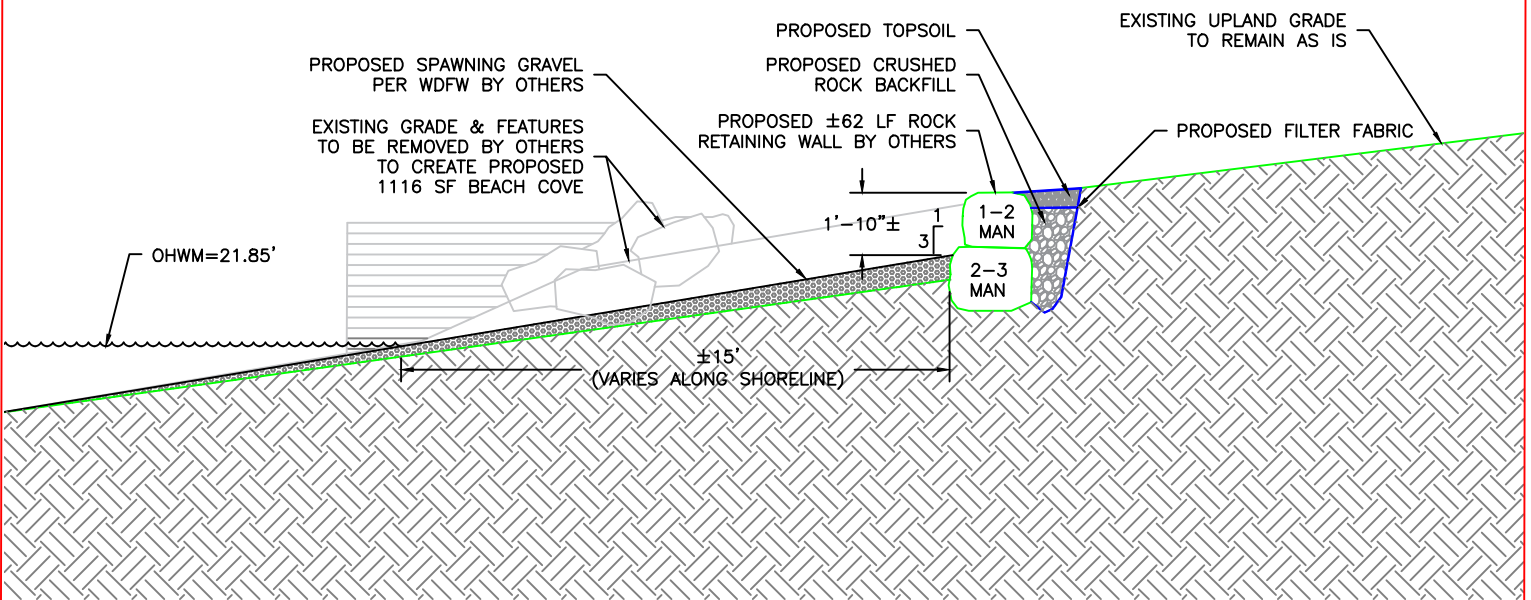 PROPOSED TOPSOIL
EXISTING UPLAND GRADE
TO REMAIN AS IS
PROPOSED SPAWNING GRAVEL
PER WDFW BY OTHERS
PROPOSED CRUSHED
ROCK BACKFILL
EXISTING GRADE & FEATURES
TO BE REMOVED BY OTHERS
TO CREATE PROPOSED
1116 SF BEACH COVE
PROPOSED ±62 LF ROCK
RETAINING WALL BY OTHERS
PROPOSED FILTER FABRIC
1'-10"±
1
3
1-2
MAN
2-3
MAN
OHWM=21.85'
±15'
(VARIES ALONG SHORELINE)